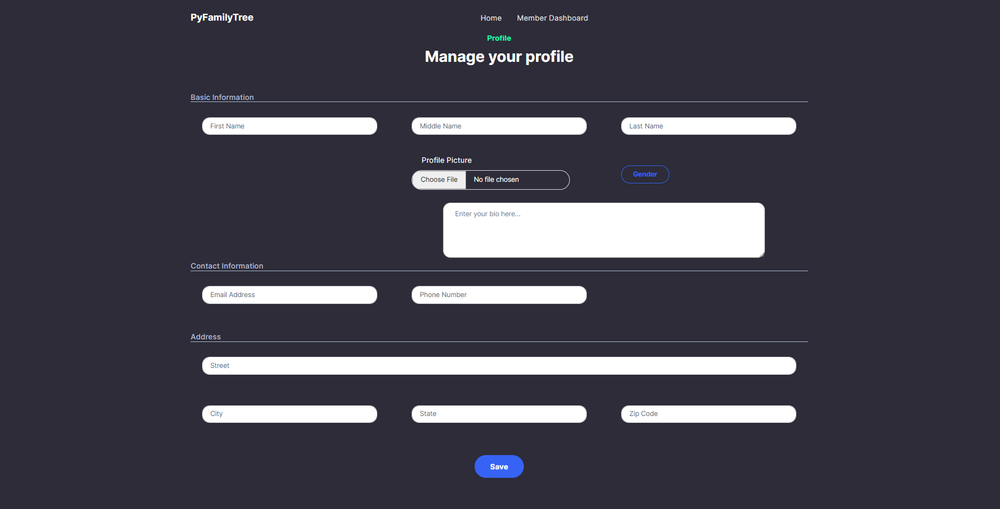 PyFamilyTree
Home Member Dashboard
Profile
Manage your profile
Basic Information
First Name Middle Name Last Name
Profile Picture
Gender
Choose File No file chosen
Enter your bio here...
Contact Information
Email Address Phone Number
Address
Street
City State Zip Code
Save